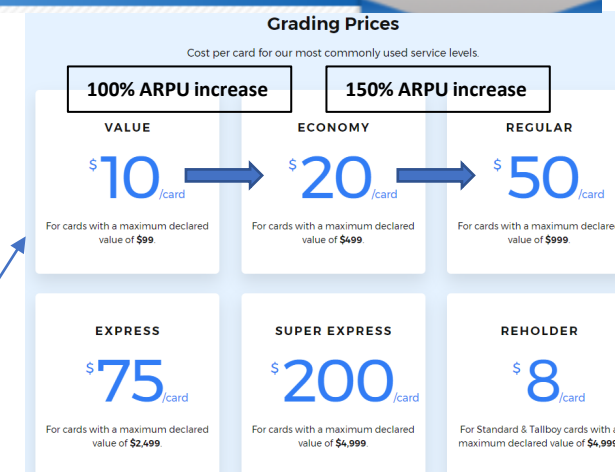 Grading Prices
Cost per card for our most commonly used service levels.
100% ARPU increase
150% ARPU increase
VALUE
$10/card
For cards with a maximum declared
value of $99.
ECONOMY
$20/card
For cards with a maximum declared
value of $499.
REGULAR
$50/card
For cards with a maximum declare
value of $999.
EXPRESS
$75/card
For cards with a maximum declared
value of $2,499.
SUPER EXPRESS
$200/card
For cards with a maximum declared
value of $4,999.
REHOLDER
$8/card
For Standard & Tallboy cards with a
maximum declared value of $4,999